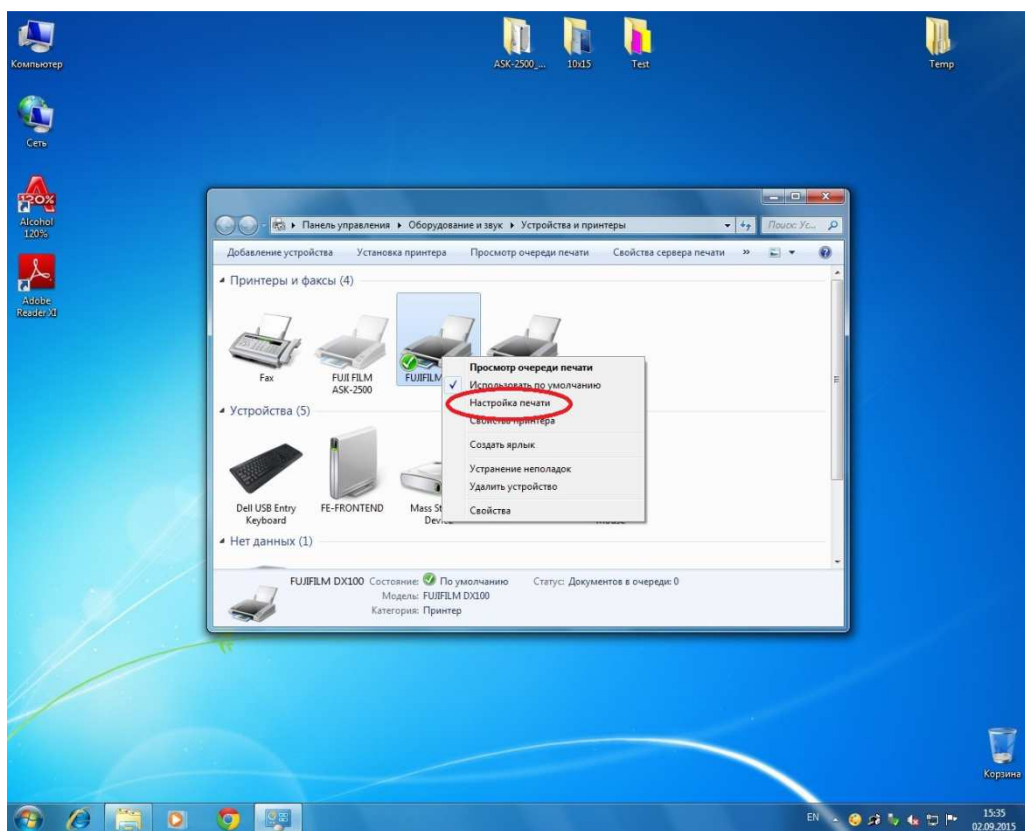 Компьютер
ASK-2500_...
10x15
Test
Temp
Сеть
Alcohol
120%
Adobe
Reader XI
Панель управления
Оборудование и звук
Устройства и принтеры
Поиск: Ус...
Добавление устройства
Установка принтера
Просмотр очереди печати
Свойства сервера печати
»
Принтеры и факсы (4)
Fax
FUJI FILM
ASK-2500
FUJIFILM
Просмотр очереди печати
Использовать по умолчанию
Настройка печати
Свойства принтера
Создать ярлык
Устранение неполадок
Удалить устройство
Свойства
Устройства (5)
Dell USB Entry
Keyboard
FE-FRONTEND
Mass St
Device
Нет данных (1)
FUJIFILM DX100 Состояние: По умолчанию Статус: Документов в очереди: 0
Модель: FUJIFILM DX100
Категория: Принтер
Корзина
EN
15:35
02.09.2015